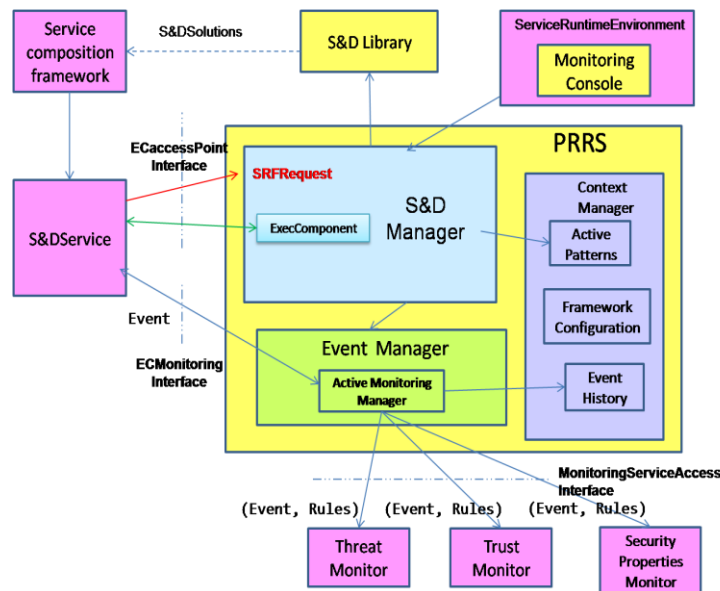 Service
composition
framework
S&DSolutions
S&D Library
ServiceRuntimeEnvironment
Monitoring
Console
ECaccessPoint
Interface
PRRS
SRFRequest
S&D
Manager
ExecComponent
Context
Manager
Active
Patterns
Framework
Configuration
Event
History
S&DService
Event
ECMonitoring
Interface
Event Manager
Active Monitoring
Manager
MonitoringServiceAccess
Interface
(Event, Rules)
(Event, Rules)
(Event, Rules)
Threat
Monitor
Trust
Monitor
Security
Properties
Monitor